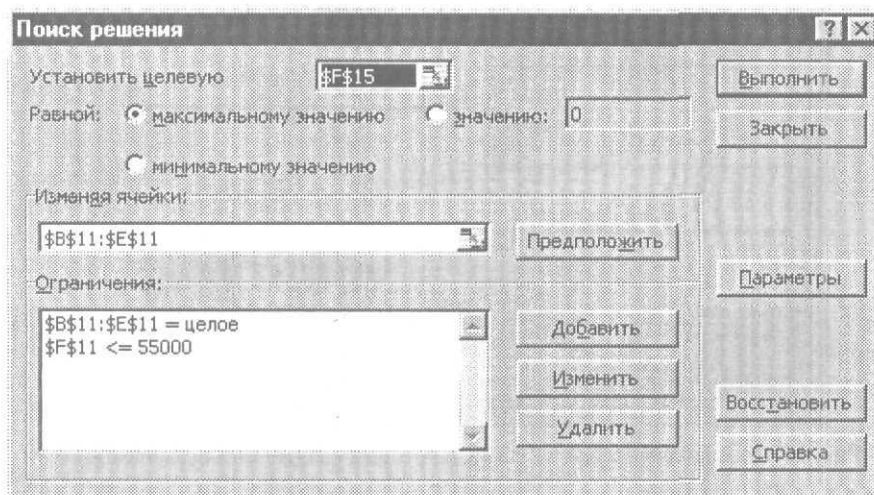 Поиск решения
Установить целевую $F$15 Выполнить
Равной: максимальному значению значению: 0 Закрыть
минимальному значению
Изменяя ячейки:
$B$11:$E$11 Предположить
Ограничения: Параметры
$B$11:$E$11 = целое Добавить
$F$11 <= 55000
Изменить
Восстановить
Удалить
Справка